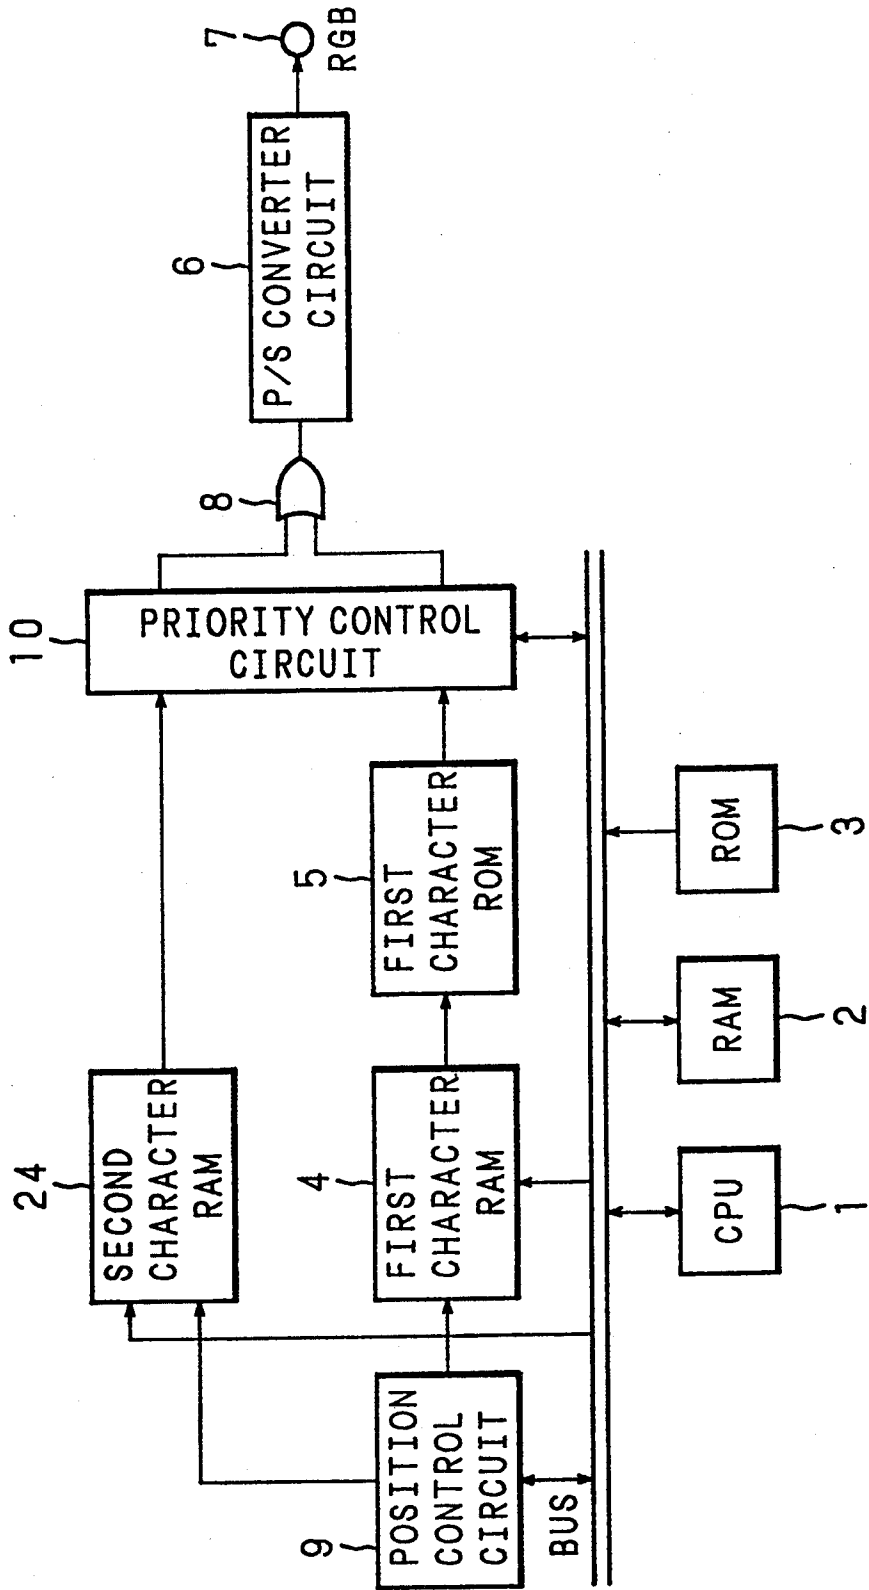 24
SECOND
CHARACTER
RAM
10
PRIORITY CONTROL
CIRCUIT
8
6
P/S CONVERTER
CIRCUIT
7
RGB
9
POSITION
CONTROL
CIRCUIT
4
FIRST
CHARACTER
RAM
5
FIRST
CHARACTER
ROM
BUS
CPU
1
RAM
2
ROM
3